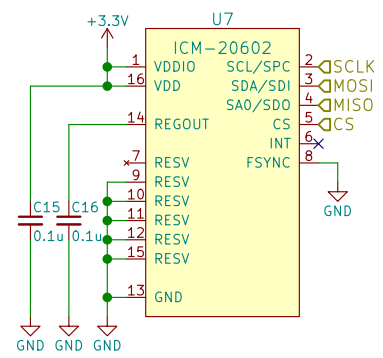 +3.3V
U7
ICM-20602
1 VDDIO SCL/SPC 2 SCLK
16 VDD SDA/SDI 3 MOSI
SA0/SDO 4 MISO
14 REGOUT CS 5 CS
INT 6
7 RESV FSYNC 8
9 RESV
10 RESV
C15 C16
11 RESV
GND
0.1u 0.1u 12 RESV
15 RESV
13 GND
GND GND GND